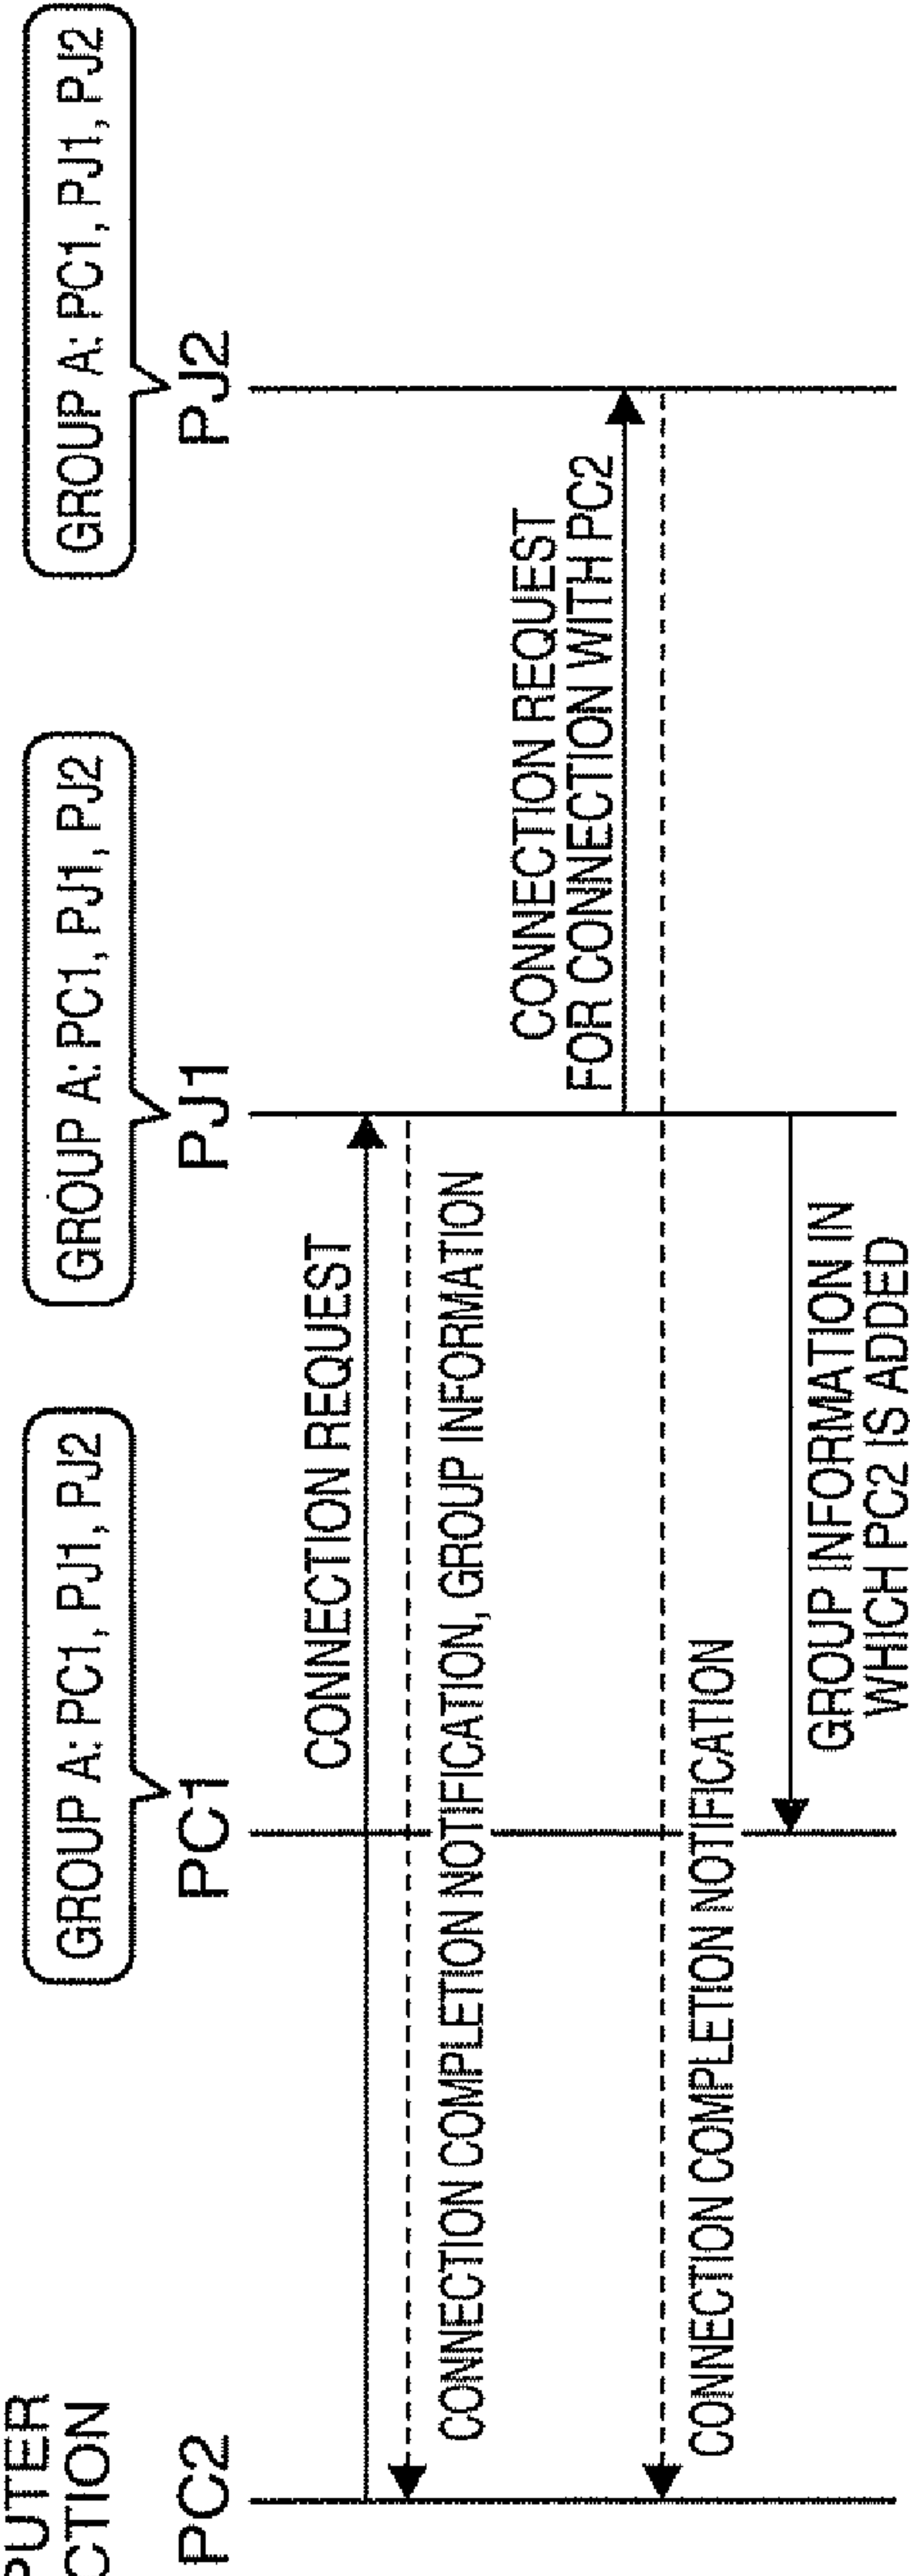 PUTER
CTION
GROUP A: PC1, PJ1, PJ2
GROUP A: PC1, PJ1, PJ2
GROUP A: PC1, PJ1, PJ2
PC2
PC1
PJ1
PJ2
CONNECTION REQUEST
CONNECTION COMPLETION NOTIFICATION, GROUP INFORMATION
CONNECTION REQUEST
FOR CONNECTION WITH PC2
CONNECTION COMPLETION NOTIFICATION
GROUP INFORMATION IN
WHICH PC2 IS ADDED